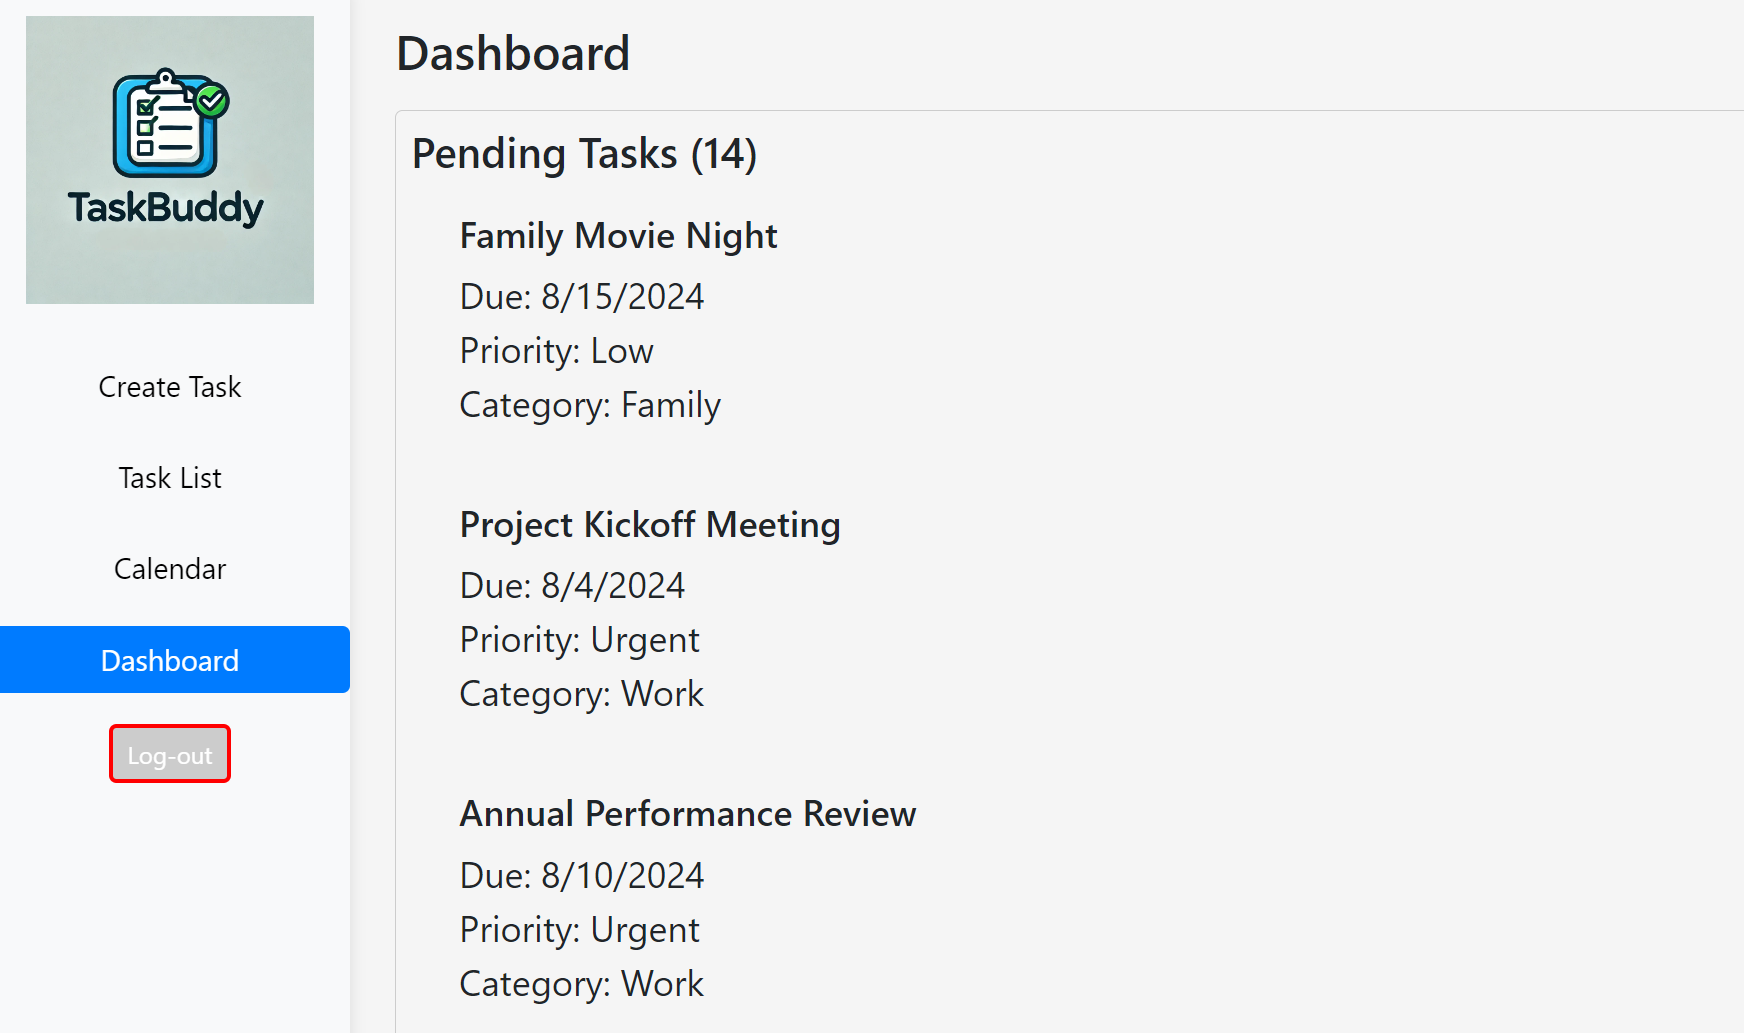 TaskBuddy
Create Task
Task List
Calendar
Dashboard
Log-out
Dashboard
Pending Tasks (14)
Family Movie Night
Due: 8/15/2024
Priority: Low
Category: Family
Project Kickoff Meeting
Due: 8/4/2024
Priority: Urgent
Category: Work
Annual Performance Review
Due: 8/10/2024
Priority: Urgent
Category: Work